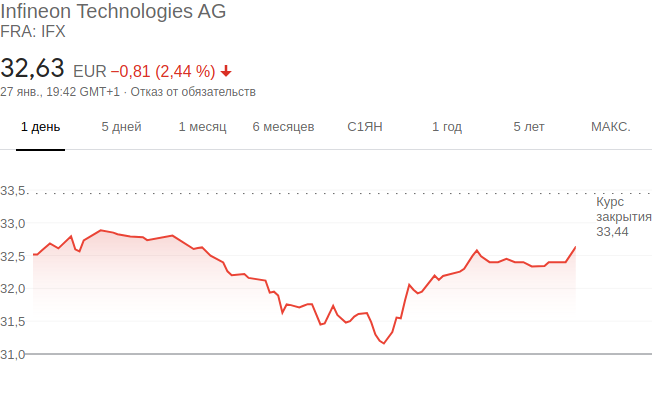 Infineon Technologies AG
FRA: IFX
32,63 EUR −0,81 (2,44 %)
27 янв., 19:42 GMT+1 · Отказ от обязательств
1 день 5 дней 1 месяц 6 месяцев С1ЯН 1 год 5 лет МАКС.
33,5
Курс
закрытия
33,44
33,0
32,5
32,0
31,5
31,0